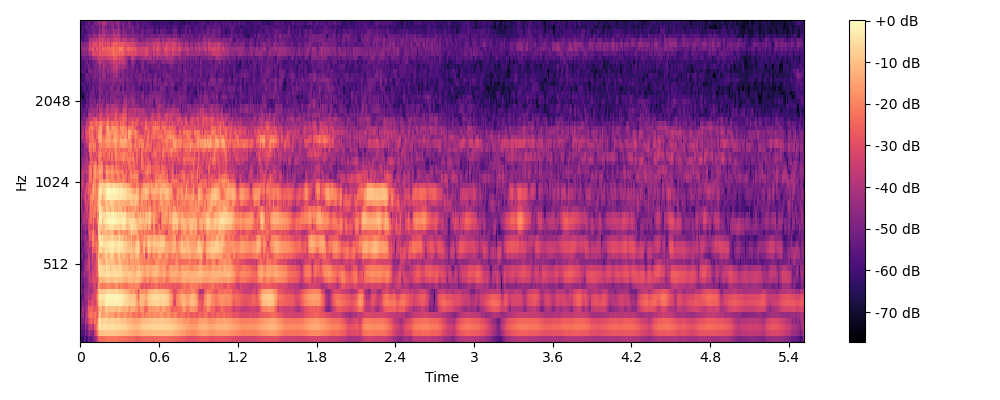 Hz
2048
1024
512
0 0.6 1.2 1.8 2.4 3 3.6 4.2 4.8 5.4
Time
+0 dB
-10 dB
-20 dB
-30 dB
-40 dB
-50 dB
-60 dB
-70 dB